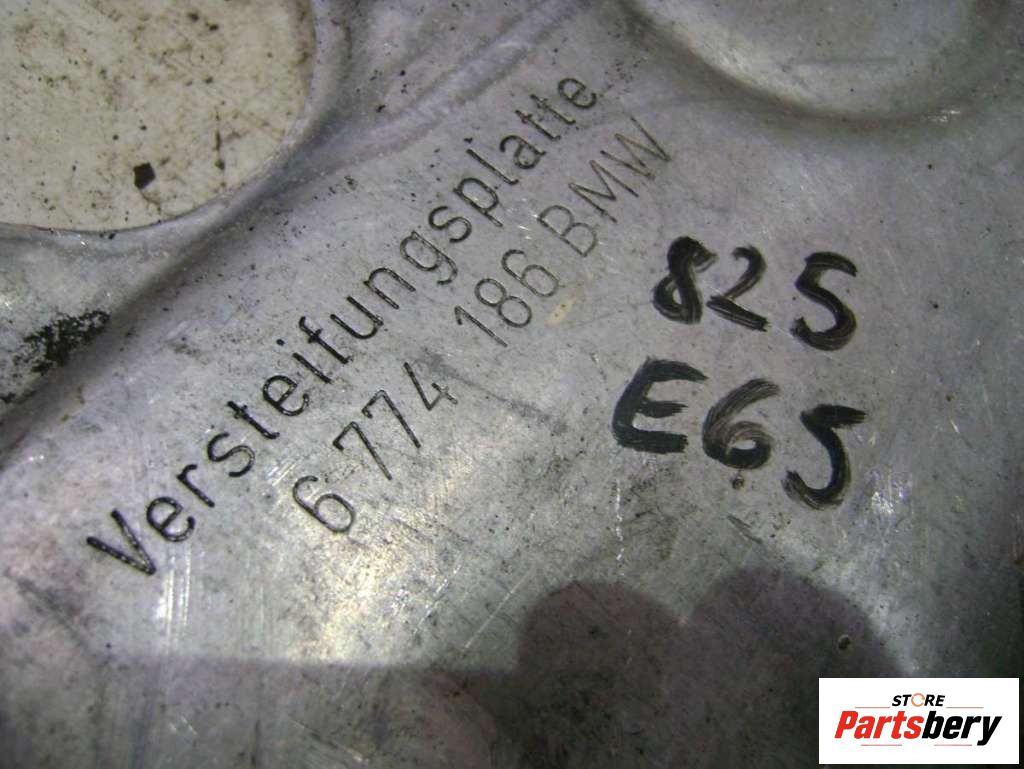 Versteifungsplatte
6 774 186 BMW
825
E65
STORE
Partsbery